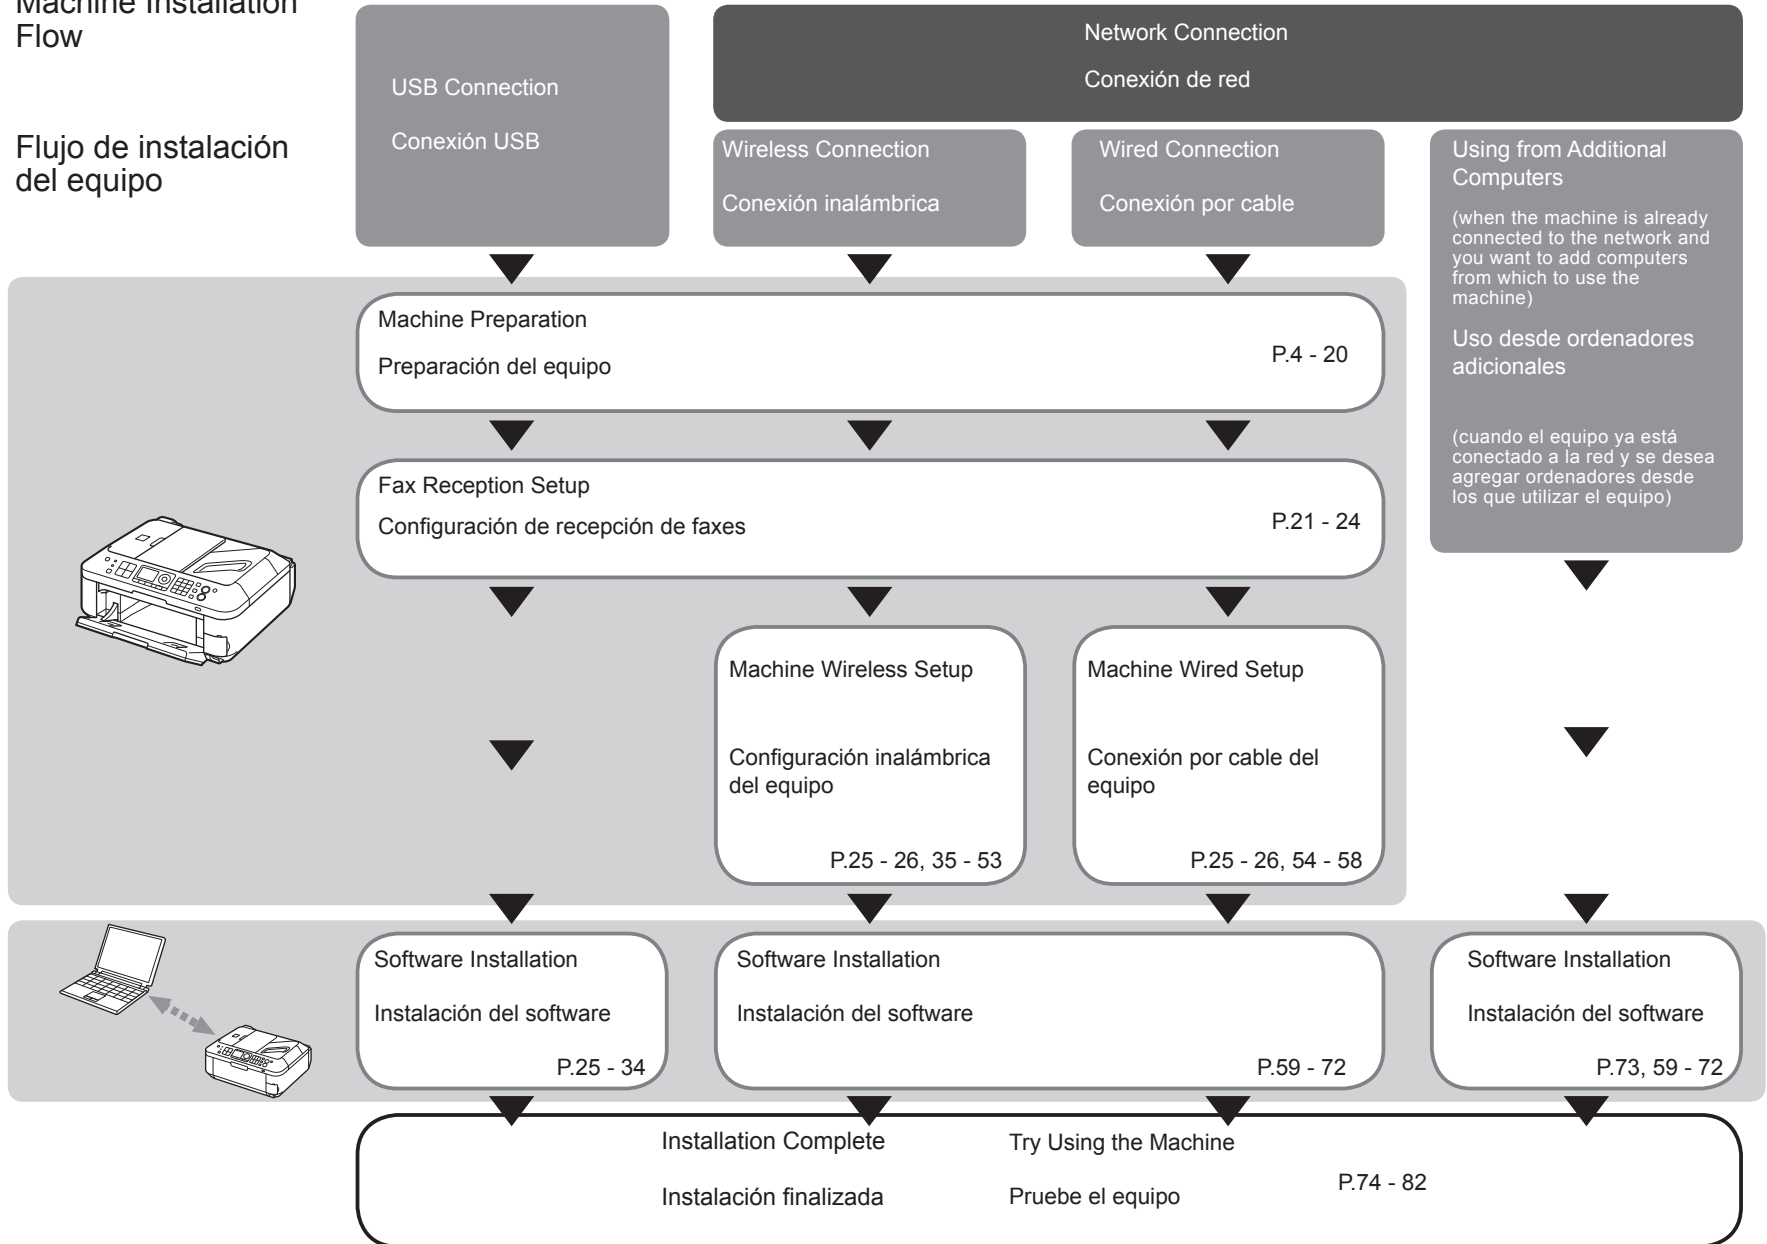 Machine Installation
Flow
Flujo de instalación
del equipo
USB Connection
Conexión USB
Network Connection
Conexión de red
Wireless Connection
Conexión inalámbrica
Wired Connection
Conexión por cable
Using from Additional
Computers
(when the machine is already
connected to the network and
you want to add computers
from which to use the
machine)
Uso desde ordenadores
adicionales
(cuando el equipo ya está
conectado a la red y se desea
agregar ordenadores desde
los que utilizar el equipo)
Machine Preparation
Preparación del equipo
P.4 - 20
Fax Reception Setup
Configuración de recepción de faxes
P.21 - 24
Machine Wireless Setup
Configuración inalámbrica
del equipo
P.25 - 26, 35 - 53
Machine Wired Setup
Conexión por cable del
equipo
P.25 - 26, 54 - 58
Software Installation
Instalación del software
P.25 - 34
Software Installation
Instalación del software
P.59 - 72
Software Installation
Instalación del software
P.73, 59 - 72
Installation Complete
Instalación finalizada
Try Using the Machine
Pruebe el equipo
P.74 - 82